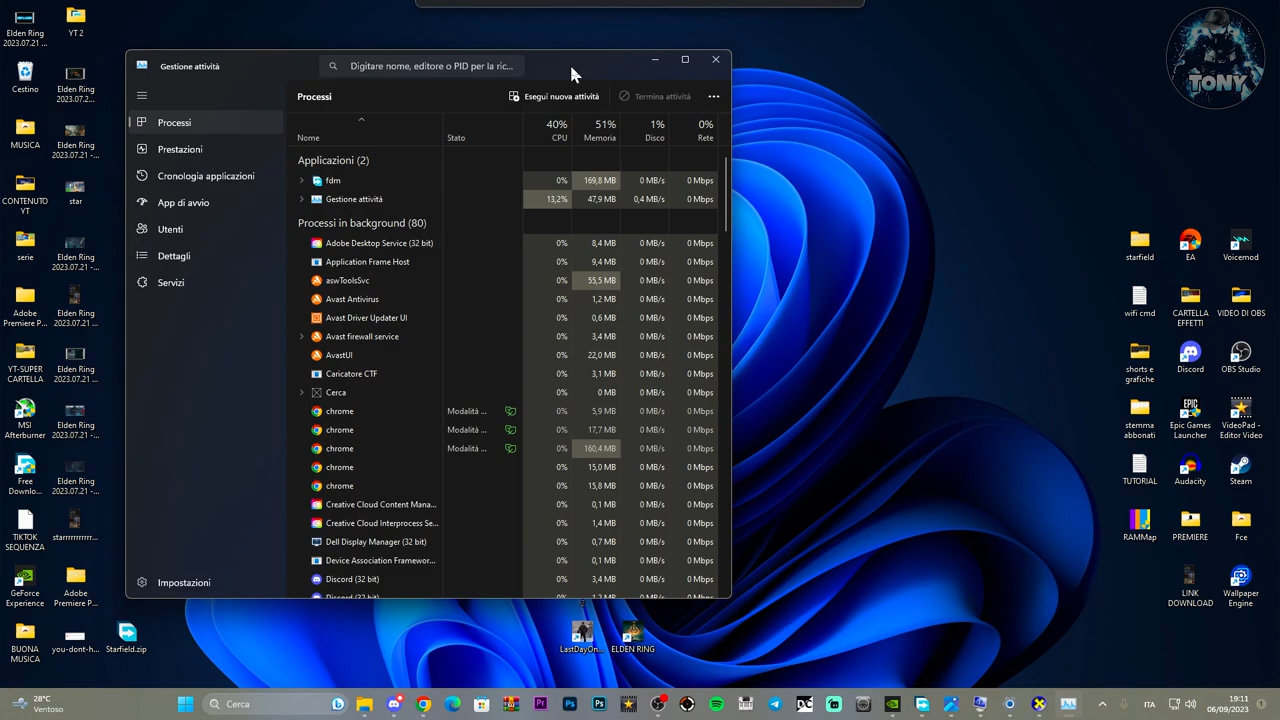 Elden Ring
2023.07.21 ...
YT 2
Cestino
Elden Ring
2023.07.2...
MUSICA
Elden Ring
2023.07.21 -...
CONTENUTO
YT
star
serie
Elden Ring
2023.07.21 ...
Adobe
Premiere P...
Elden Ring
2023.07.21 ...
YT-SUPER
CARTELLA
Elden Ring
2023.07.21 ...
MSI
Afterburner
Elden Ring
2023.07.21 -...
Free
Downlo...
Elden Ring
2023.07.21 -...
TIKTOK
SEQUENZA
starrrrrrrrrr...
GeForce
Experience
Adobe
Premiere P...
BUONA
MUSICA
you-dont-h...
Starfield.zip
Gestione attività
Digitare nome, editore o PID per la ric...
Processi
Prestazioni
Cronologia applicazioni
App di avvio
Utenti
Dettagli
Servizi
Impostazioni
Processi
Esegui nuova attività
Termina attività
40% 51% 1% 0%
Nome Stato CPU Memoria Disco Rete
Applicazioni (2)
fdm 0% 169,8 MB 0 MB/s 0 Mbps
Gestione attività 13,2% 47,9 MB 0,4 MB/s 0 Mbps
Processi in background (80)
Adobe Desktop Service (32 bit) 0% 8,4 MB 0 MB/s 0 Mbps
Application Frame Host 0% 9,4 MB 0 MB/s 0 Mbps
aswToolsSvc 0% 55,5 MB 0 MB/s 0 Mbps
Avast Antivirus 0% 1,2 MB 0 MB/s 0 Mbps
Avast Driver Updater UI 0% 0,6 MB 0 MB/s 0 Mbps
Avast firewall service 0% 3,4 MB 0 MB/s 0 Mbps
AvastUI 0% 22,0 MB 0 MB/s 0 Mbps
Caricatore CTF 0% 3,1 MB 0 MB/s 0 Mbps
Cerca 0% 0 MB 0 MB/s 0 Mbps
chrome Modalità ... 0% 5,9 MB 0 MB/s 0 Mbps
chrome Modalità ... 0% 17,7 MB 0 MB/s 0 Mbps
chrome Modalità ... 0% 160,4 MB 0 MB/s 0 Mbps
chrome 0% 15,0 MB 0 MB/s 0 Mbps
chrome 0% 15,8 MB 0 MB/s 0 Mbps
Creative Cloud Content Mana... 0% 0,1 MB 0 MB/s 0 Mbps
Creative Cloud Interprocess Se... 0% 1,4 MB 0 MB/s 0 Mbps
Dell Display Manager (32 bit) 0% 0,7 MB 0 MB/s 0 Mbps
Device Association Framewor... 0% 0,1 MB 0 MB/s 0 Mbps
Discord (32 bit) 0% 3,4 MB 0 MB/s 0 Mbps
Discord (32 bit) 0% 1,2 MB 0 MB/s 0 Mbps
LastDayOn...
ELDEN RING
TONY
starfield
EA
Voicemod
wifi cmd
CARTELLA
EFFETTI
VIDEO DI OBS
shorts e
grafiche
Discord
OBS Studio
stemma
abbonati
Epic Games
Launcher
VideoPad -
Editor Video
TUTORIAL
Audacity
Steam
RAMMap
PREMIERE
Fce
LINK
DOWNLOAD
Wallpaper
Engine
28°C
Ventoso
Cerca
ITA
19:11
06/09/2023